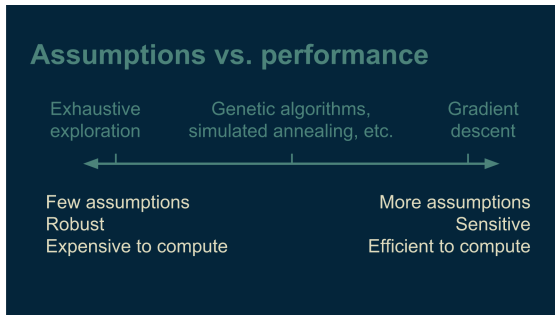 Assumptions vs. performance
Exhaustive
exploration
Genetic algorithms,
simulated annealing, etc.
Gradient
descent
Few assumptions
Robust
Expensive to compute
More assumptions
Sensitive
Efficient to compute